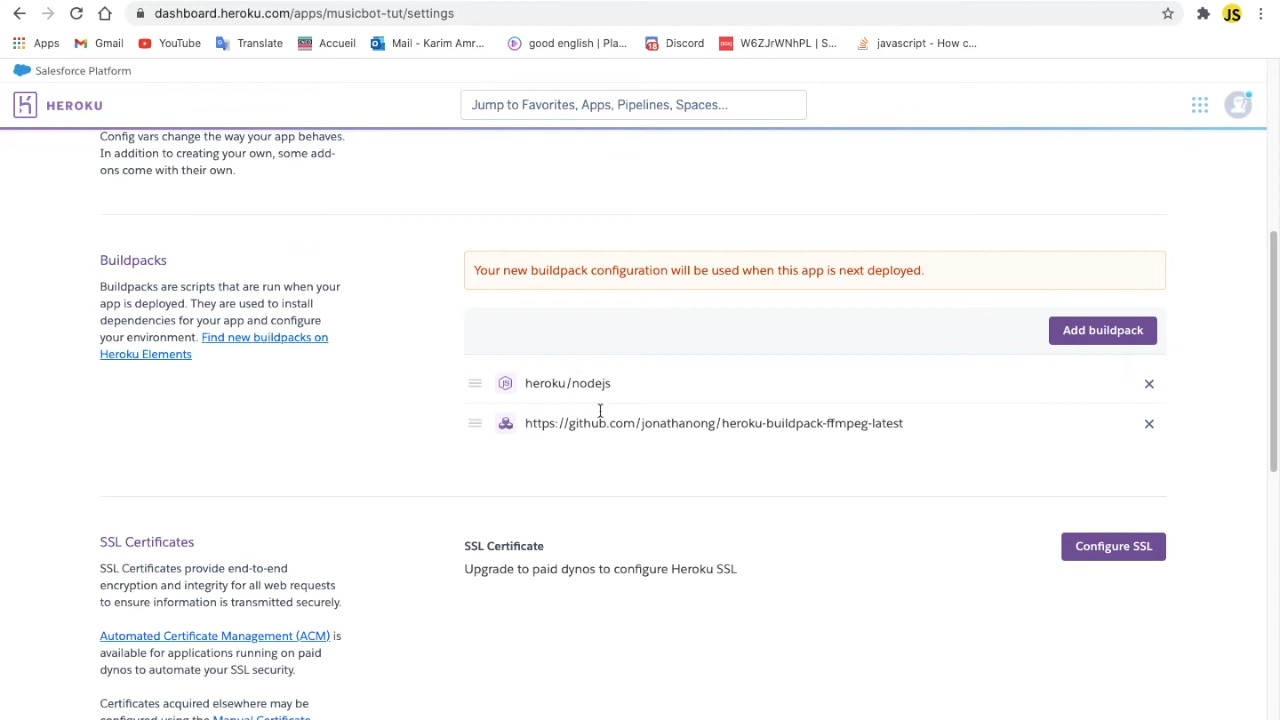 dashboard.heroku.com/apps/musicbot-tut/settings
JS
Apps Gmail YouTube Translate Accueil Mail - Karim Amr... good english | Pla... Discord W6ZJrWNhPL | S... javascript - How c...
Salesforce Platform
HEROKU
Jump to Favorites, Apps, Pipelines, Spaces...
Config vars change the way your app behaves.
In addition to creating your own, some add-
ons come with their own.
Buildpacks
Buildpacks are scripts that are run when your
app is deployed. They are used to install
dependencies for your app and configure
your environment. Find new buildpacks on
Heroku Elements
Your new buildpack configuration will be used when this app is next deployed.
Add buildpack
heroku/nodejs
https://github.com/jonathanong/heroku-buildpack-ffmpeg-latest
SSL Certificates
SSL Certificates provide end-to-end
encryption and integrity for all web requests
to ensure information is transmitted securely.
Automated Certificate Management (ACM) is
available for applications running on paid
dynos to automate your SSL security.
Certificates acquired elsewhere may be
configured using the Manual Certificate
SSL Certificate
Upgrade to paid dynos to configure Heroku SSL
Configure SSL